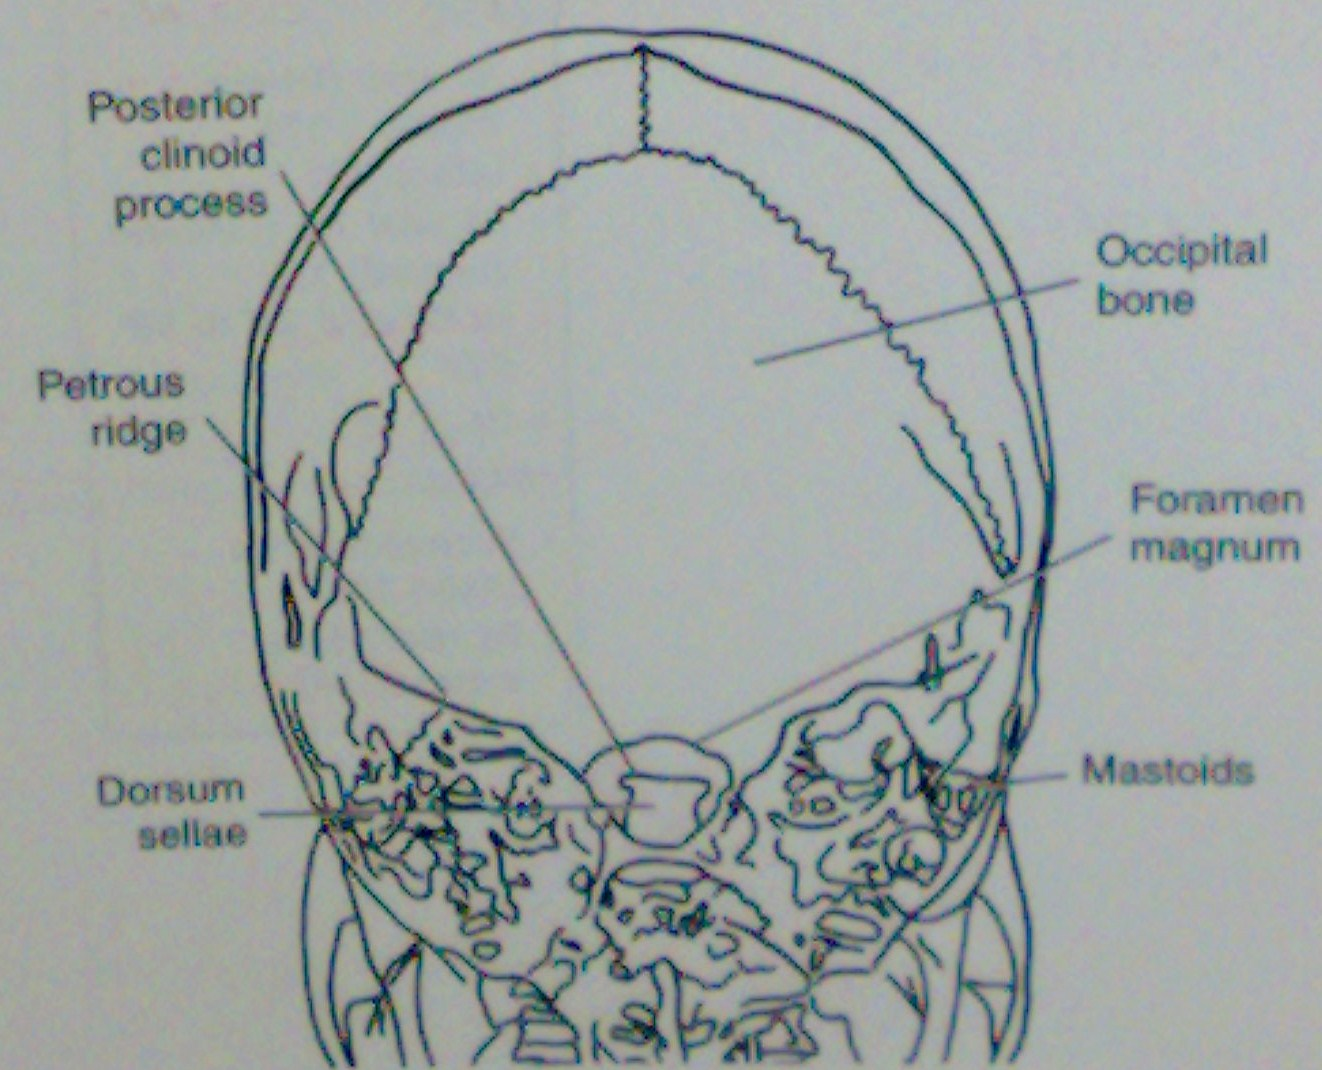 Posterior
clinoid
process
Occipital
bone
Petrous
ridge
Foramen
magnum
Dorsum
sellae
Mastoids